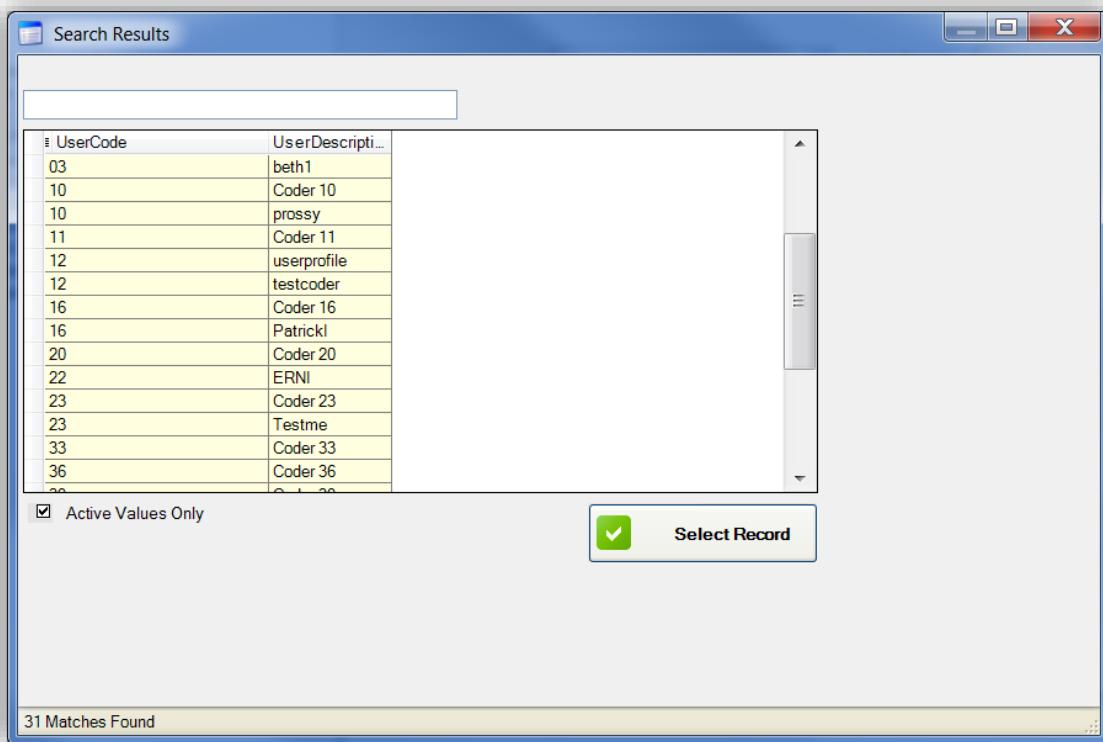 Search Results
UserCode UserDescripti...
03 beth1
10 Coder 10
10 prossy
11 Coder 11
12 userprofile
12 testcoder
16 Coder 16
16 Patrickl
20 Coder 20
22 ERNI
23 Coder 23
23 Testme
33 Coder 33
36 Coder 36
Active Values Only
Select Record
31 Matches Found